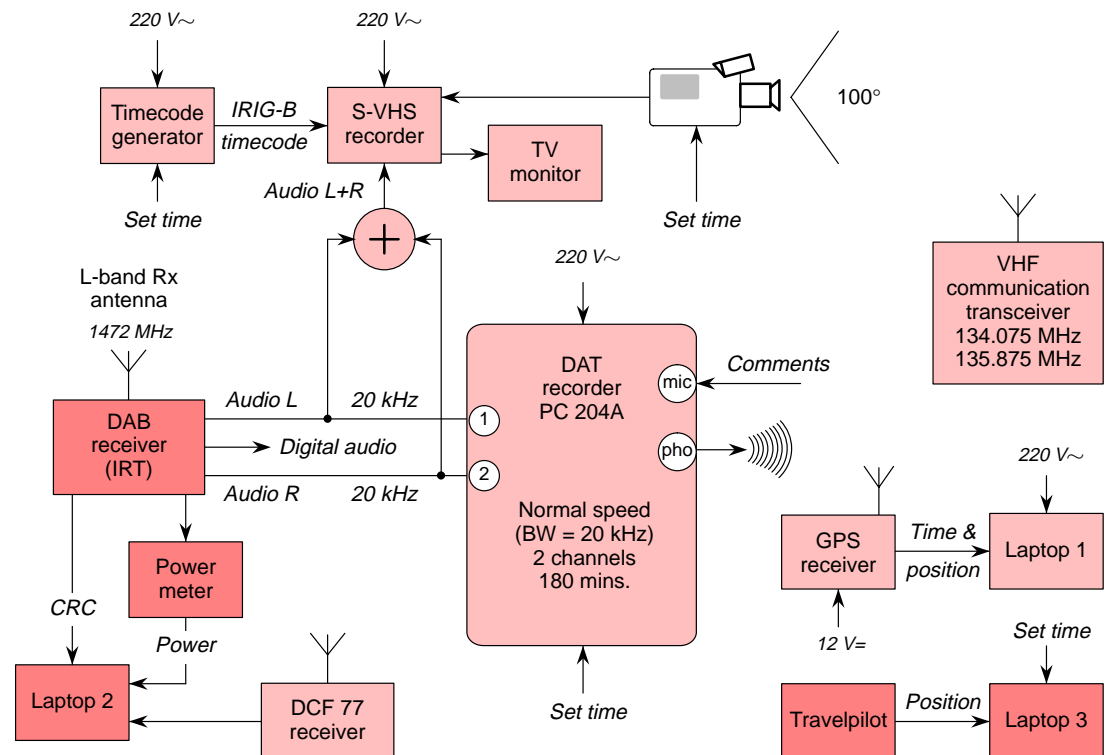 220 V~
220 V~
Timecode
generator
IRIG-B
timecode
S-VHS
recorder
100°
TV
monitor
Audio L+R
Set time
Set time
220 V~
L-band Rx
antenna
1472 MHz
VHF
communication
transceiver
134.075 MHz
135.875 MHz
DAT
recorder
PC 204A
mic
Comments
Audio L
20 kHz
1
DAB
receiver
(IRT)
Digital audio
pho
2
Audio R
20 kHz
220 V~
Normal speed
(BW = 20 kHz)
2 channels
180 mins.
GPS
receiver
Time &
position
Laptop 1
Power
meter
CRC
Power
12 V=
Set time
Laptop 2
DCF 77
receiver
Set time
Travelpilot
Position
Laptop 3